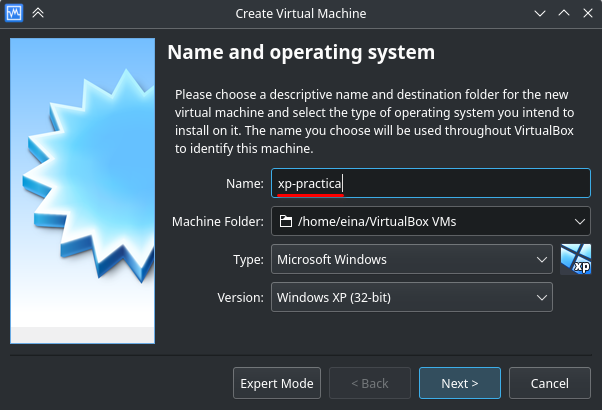 Create Virtual Machine
Name and operating system
Please choose a descriptive name and destination folder for the new
virtual machine and select the type of operating system you intend to
install on it. The name you choose will be used throughout VirtualBox
to identify this machine.
Name: xp-practica
Machine Folder: /home/eina/VirtualBox VMs
Type: Microsoft Windows
xp
Version: Windows XP (32-bit)
Expert Mode < Back Next > Cancel